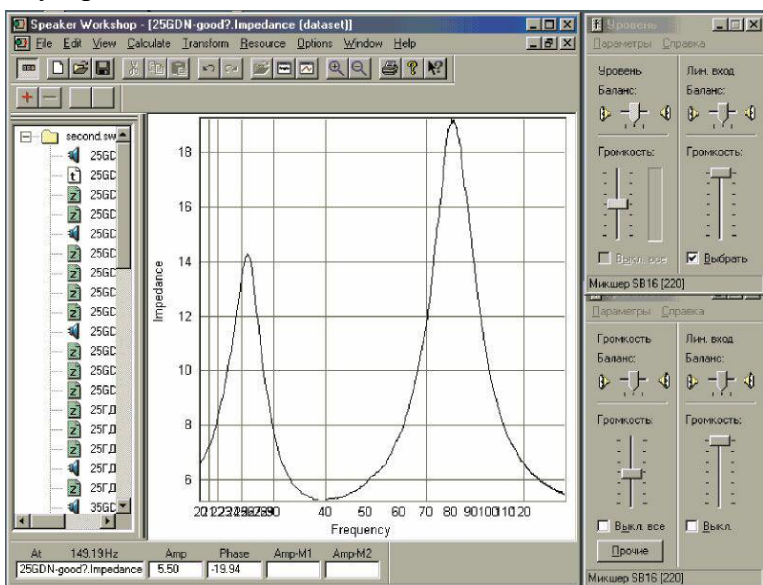 Speaker Workshop - [25GDN-good?.Impedance (dataset)]
File Edit View Calculate Transform Resource Options Window Help
second.sw
25GD
25GD
25GD
25GD
25GD
25GD
25GD
25GD
25GD
25GD
25GD
25GD
25GD
25ГД
25ГД
25ГД
25ГД
25ГД
35GD
18
16
14
12
10
8
6
Impedance
40 50 60 70 80 90 100 110 120
Frequency
At 149.19Hz Amp Phase Amp-M1 Amp-M2
25GDN-good?.Impedance 5.50 -19.94
Уровень
Параметры Справка
Уровень Лин. вход
Баланс: Баланс:
Громкость: Громкость:
Выкл. все Выбрать
Микшер SB16 [220]
Параметры Справка
Громкость Лин. вход
Баланс: Баланс:
Громкость: Громкость:
Выкл. все Выкл.
Прочие
Микшер SB16 [220]